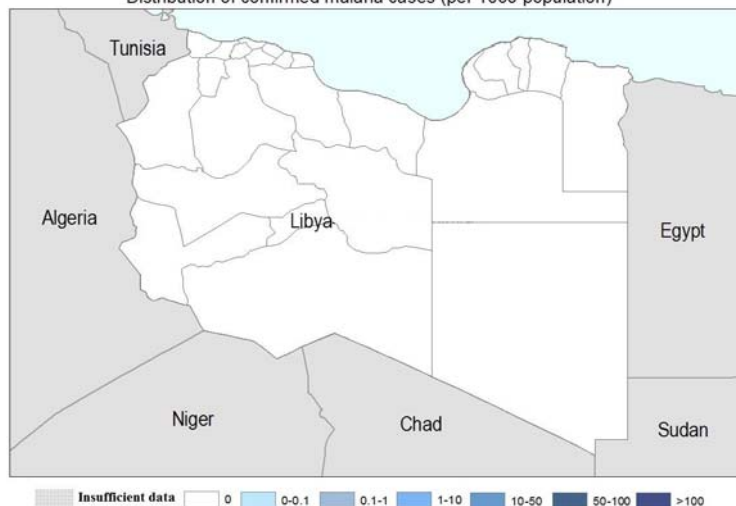 Distribution of confirmed malaria cases (per 1000 population)
Tunisia
Algeria
Libya
Egypt
Niger
Chad
Sudan
Insufficient data 0 0-0.1 0.1-1 1-10 10-50 50-100 >100